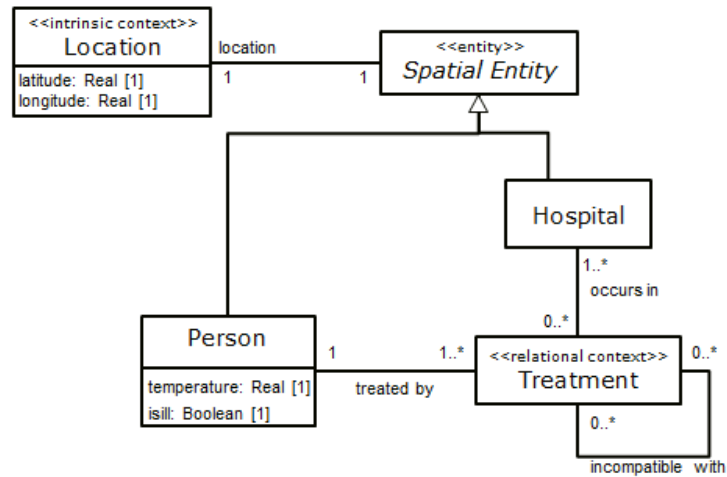 <<intrinsic context>>
Location
latitude: Real [1]
longitude: Real [1]
location
1
1
<<entity>>
Spatial Entity
Hospital
1..*
occurs in
0..*
Person
temperature: Real [1]
isill: Boolean [1]
1
1..*
treated by
<<relational context>>
Treatment
0..*
0..*
incompatible with